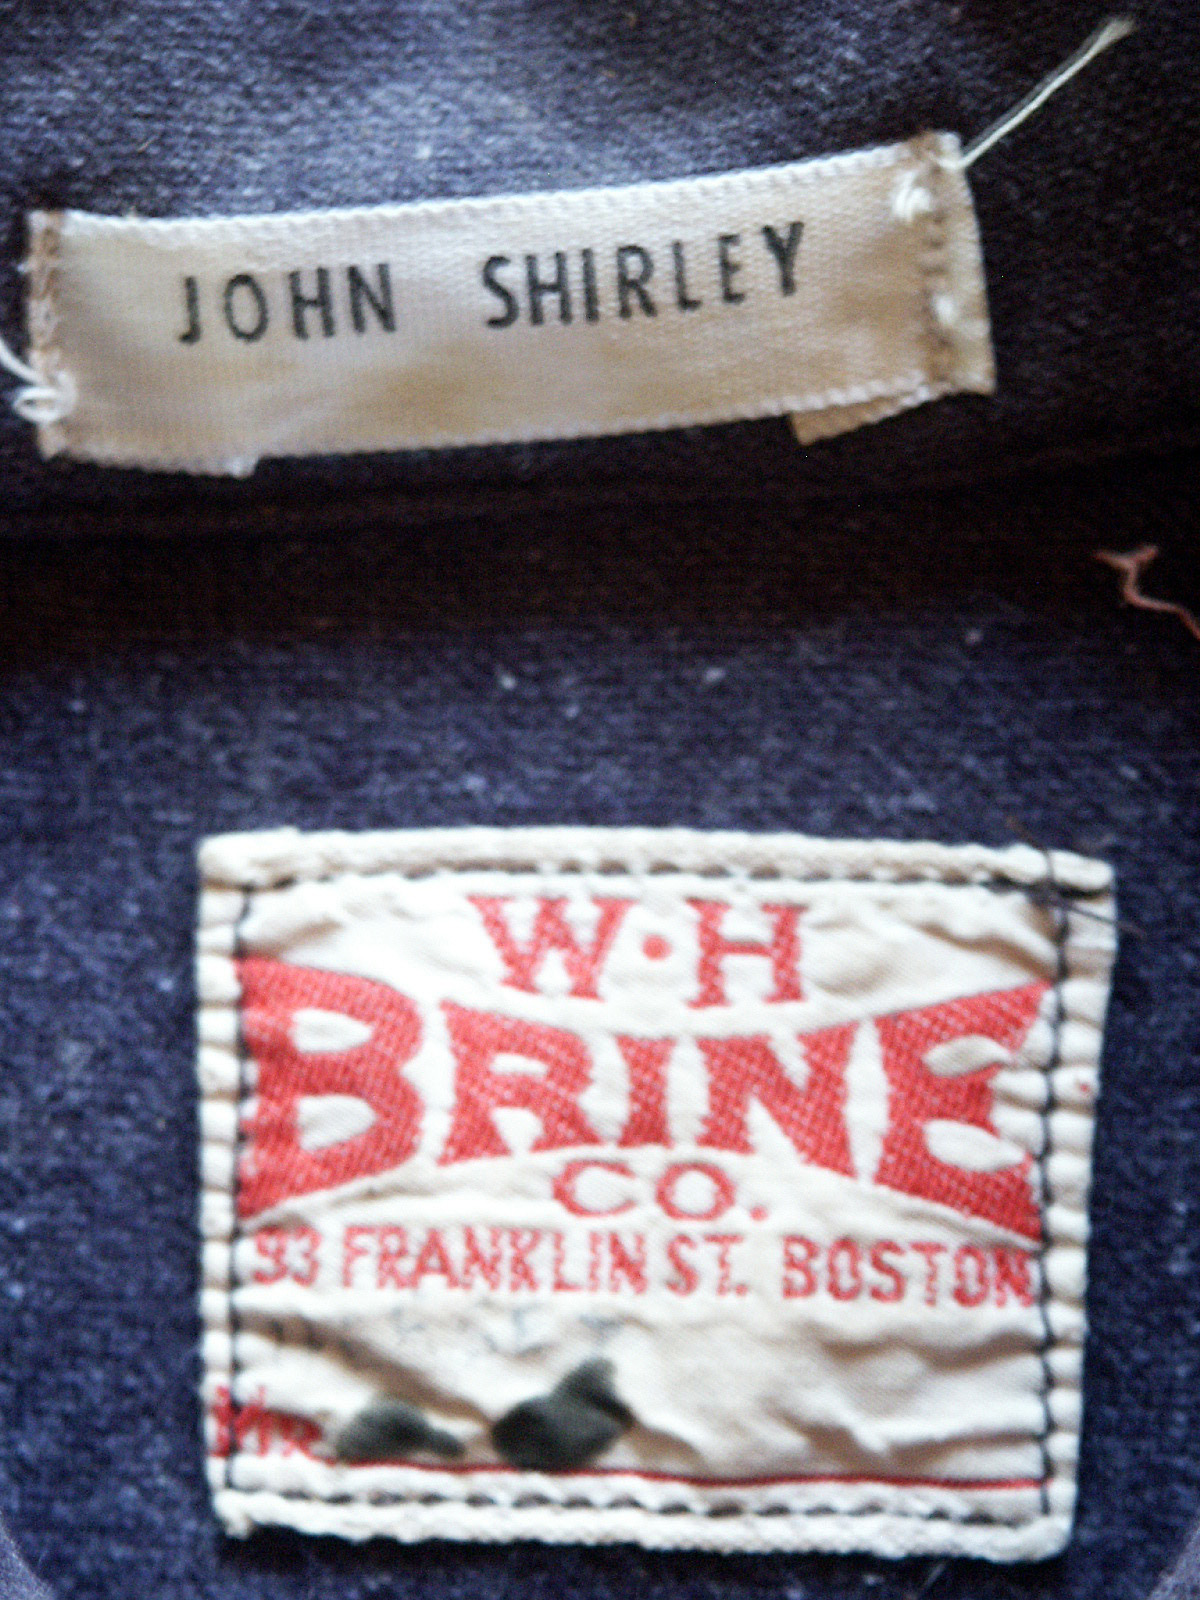 JOHN SHIRLEY
W·H
BRINE
CO.
93 FRANKLIN ST. BOSTON
Mr.